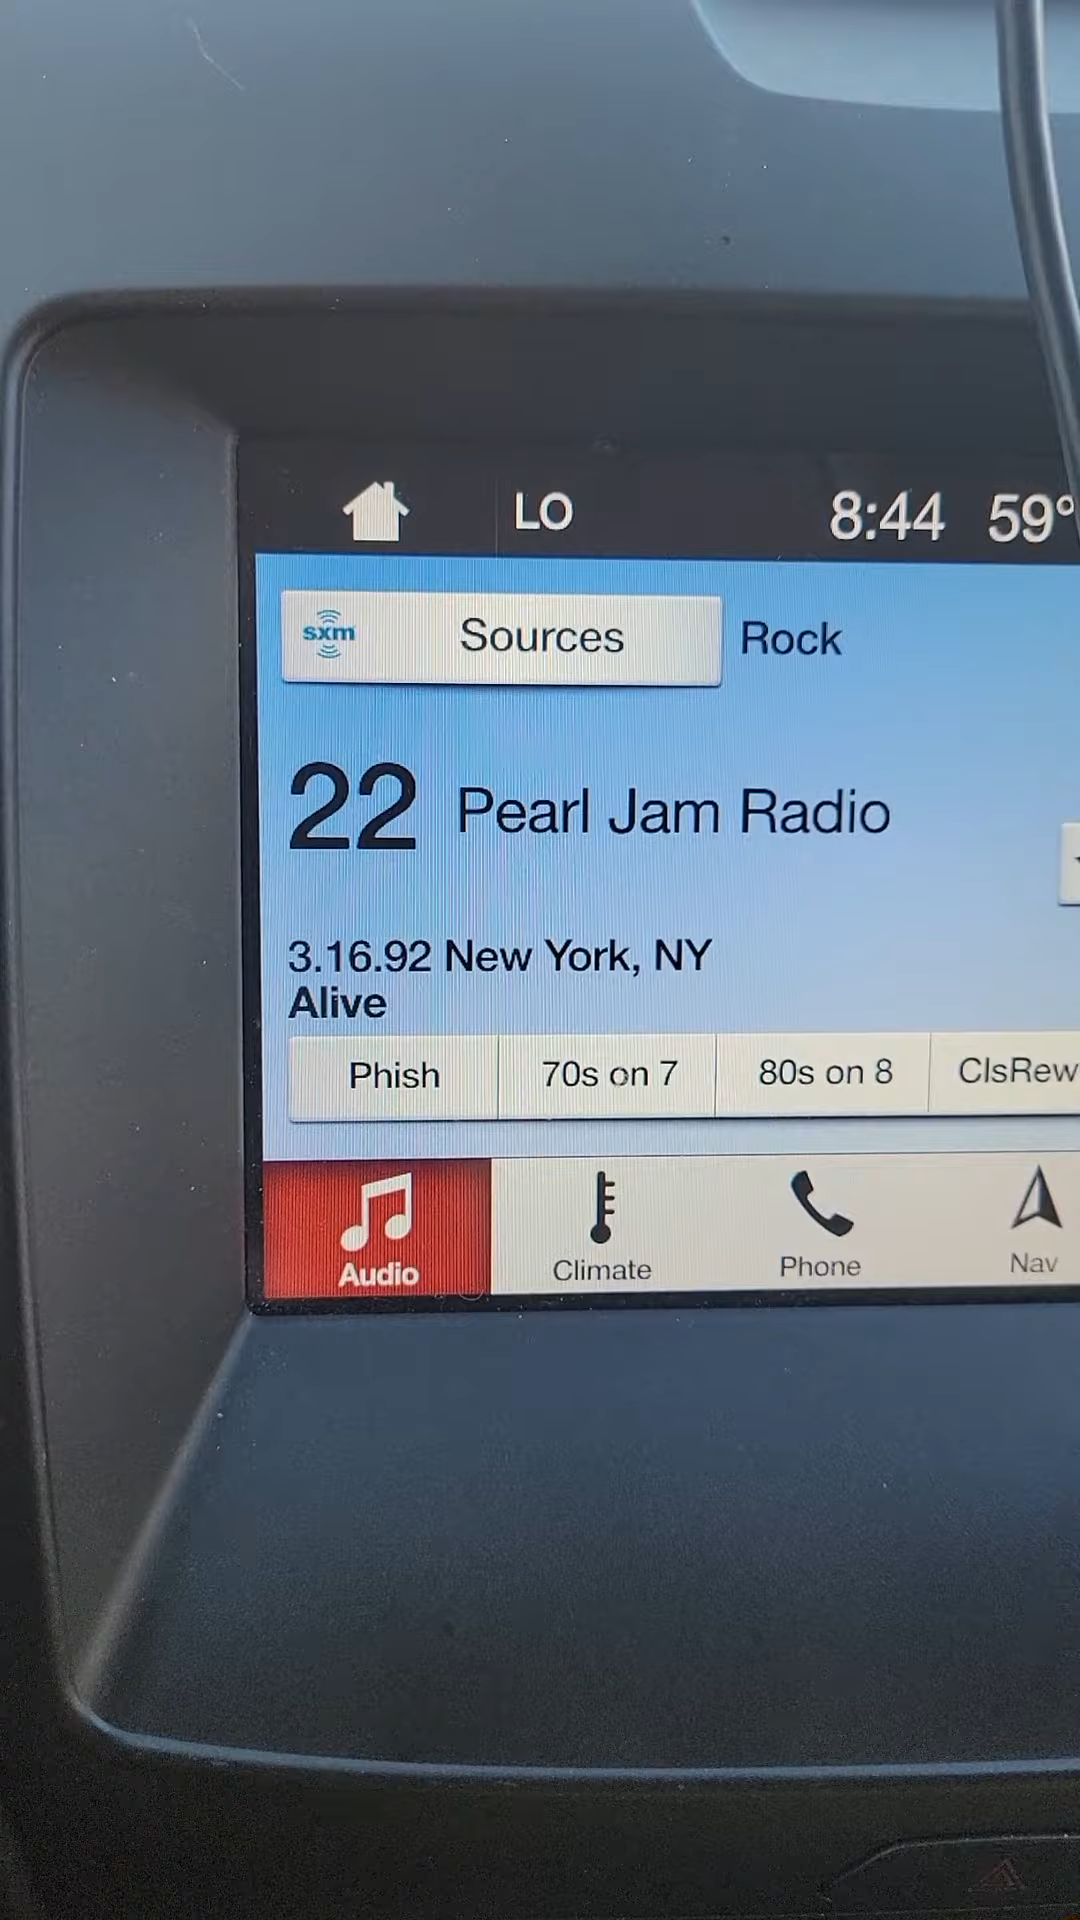 LO 8:44 59°
sxm Sources Rock
22 Pearl Jam Radio
3.16.92 New York, NY
Alive
Phish 70s on 7 80s on 8 ClsRew
Audio Climate Phone Nav